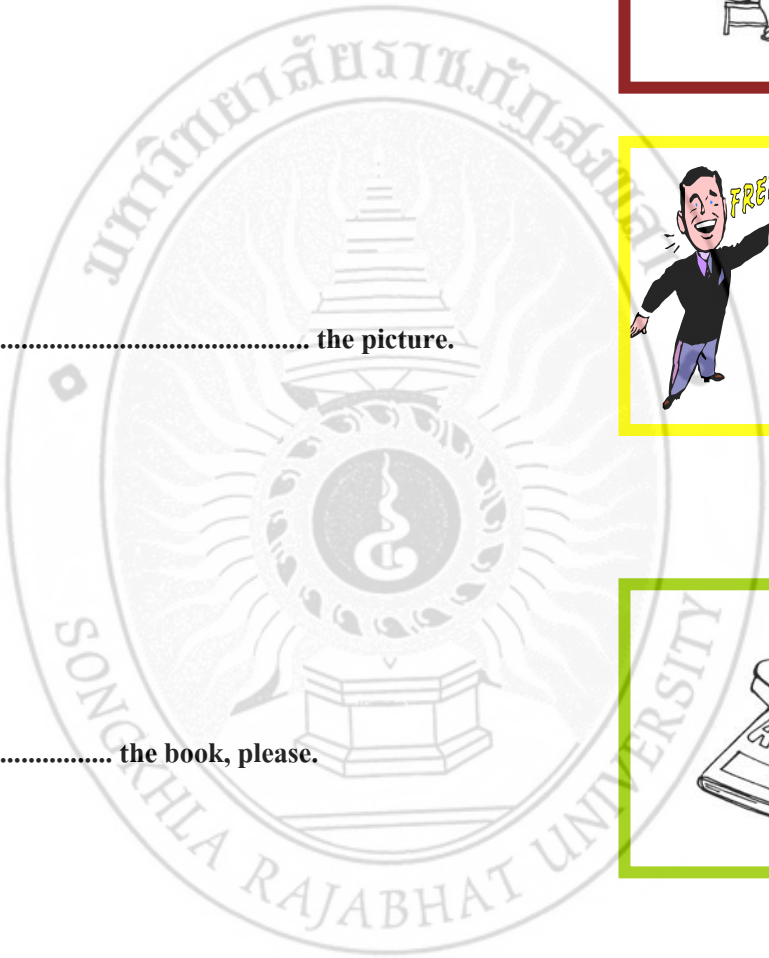 มหาวิทยาลัยราชภัฏสงขลา
........................................... the picture.
................ the book, please.
SONGKHLA RAJABHAT UNIVERSITY